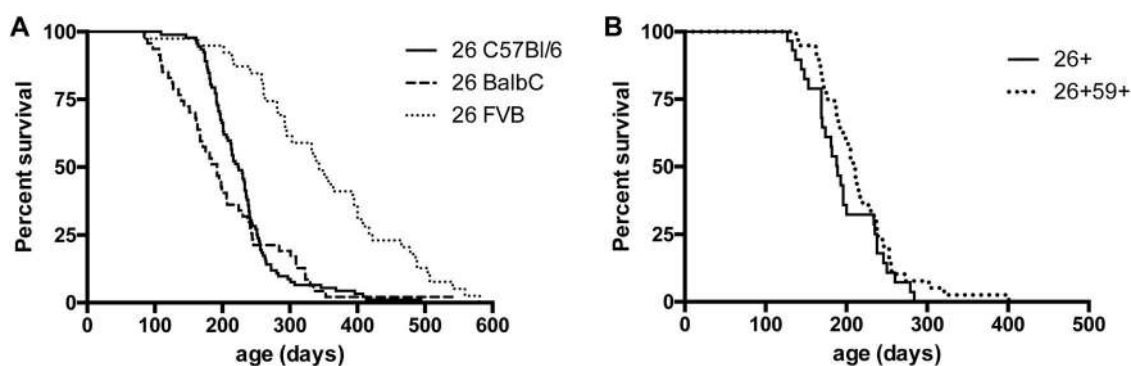 A
Percent survival
100
75
50
25
0
0 100 200 300 400 500 600
age (days)
26 C57Bl/6
26 BalbC
26 FVB
B
Percent survival
100
75
50
25
0
0 100 200 300 400 500
age (days)
26+
26+59+